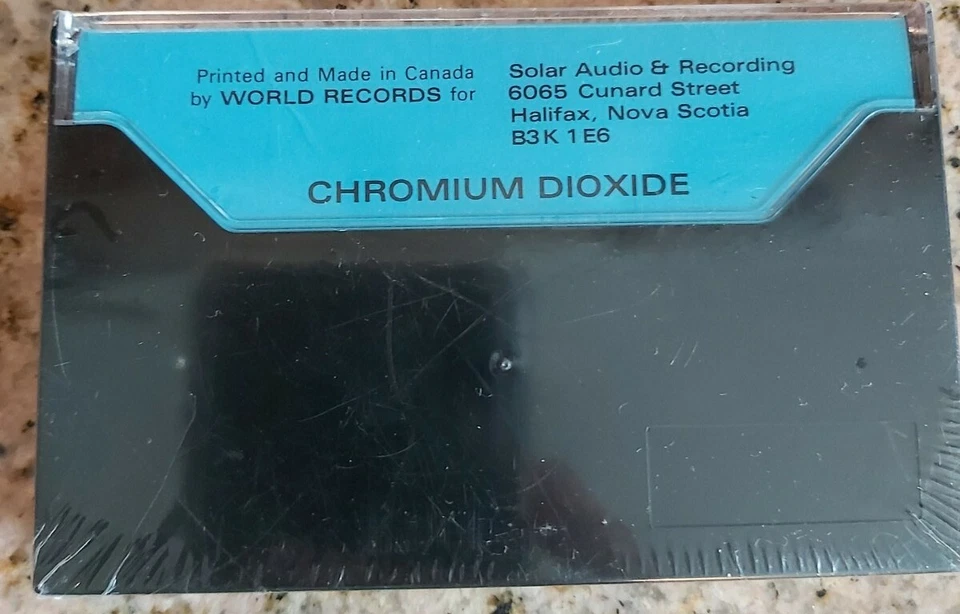 Printed and Made in Canada
by WORLD RECORDS for
Solar Audio & Recording
6065 Cunard Street
Halifax, Nova Scotia
B3K 1E6
CHROMIUM DIOXIDE